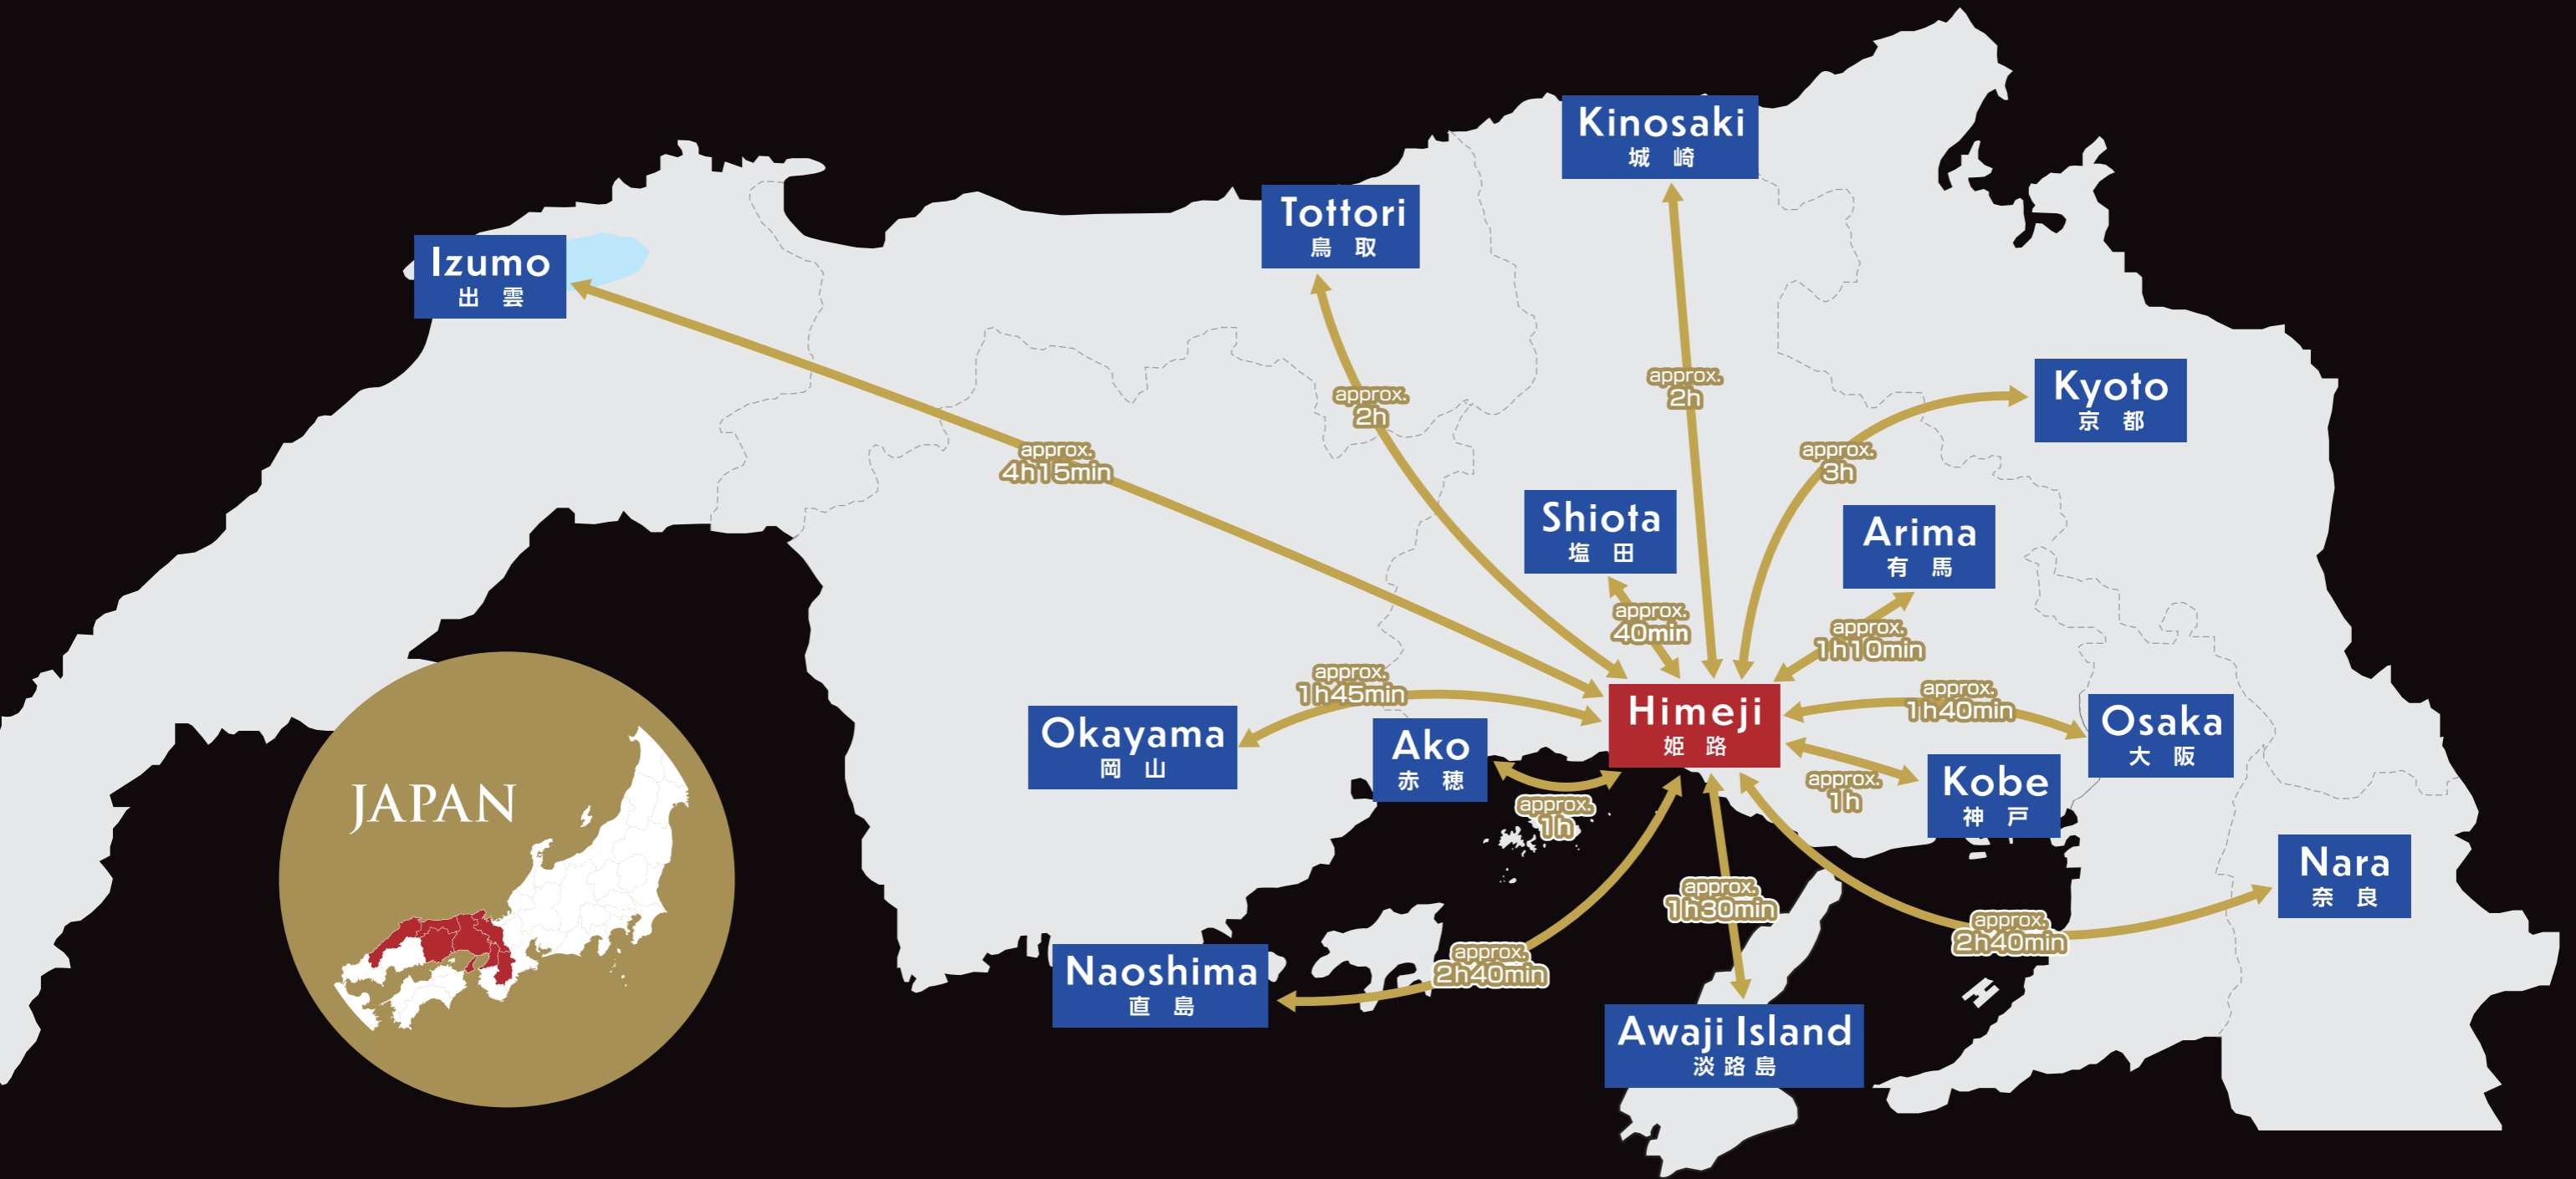 Kinosaki
城崎
Tottori
鳥取
Izumo
出雲
Kyoto
京都
approx.
2h
approx.
2h
approx.
3h
approx.
4h15min
Shiota
塩田
Arima
有馬
approx.
40min
approx.
1h10min
approx.
1h45min
approx.
1h40min
Himeji
姫路
Okayama
岡山
Ako
赤穂
Osaka
大阪
Kobe
神戸
approx.
1h
approx.
1h
JAPAN
Nara
奈良
approx.
1h30min
approx.
2h40min
approx.
2h40min
Naoshima
直島
Awaji Island
淡路島